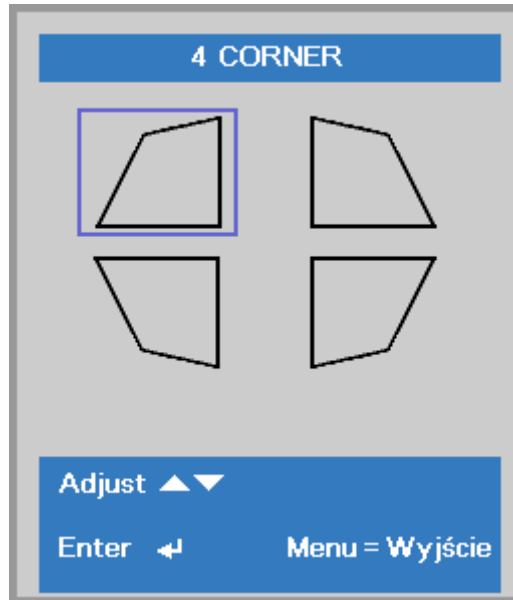 4 CORNER
Adjust ▲▼
Enter ↵ Menu = Wyjście